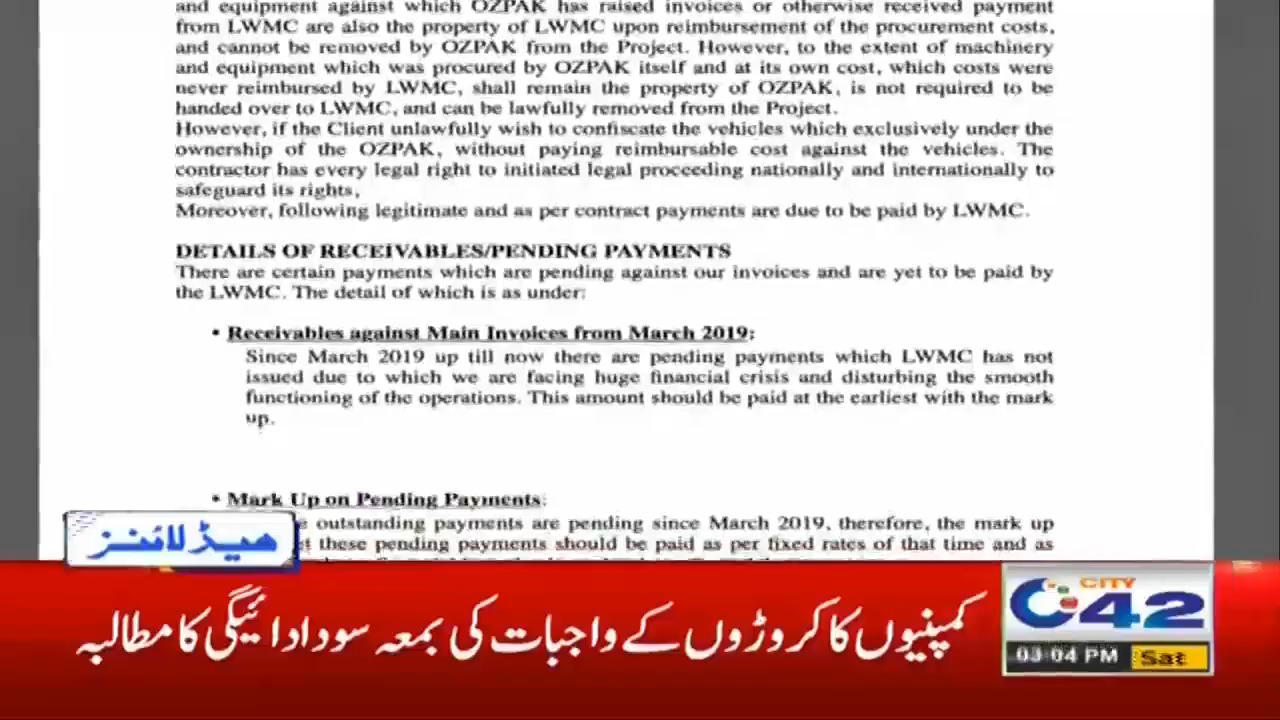 and equipment against which OZPAK has raised invoices or otherwise received payment
from LWMC are also the property of LWMC upon reimbursement of the procurement costs,
and cannot be removed by OZPAK from the Project. However, to the extent of machinery
and equipment which was procured by OZPAK itself and at its own cost, which costs were
never reimbursed by LWMC, shall remain the property of OZPAK, is not required to be
handed over to LWMC, and can be lawfully removed from the Project.
However, if the Client unlawfully wish to confiscate the vehicles which exclusively under the
ownership of the OZPAK, without paying reimbursable cost against the vehicles. The
contractor has every legal right to initiated legal proceeding nationally and internationally to
safeguard its rights,
Moreover, following legitimate and as per contract payments are due to be paid by LWMC.
DETAILS OF RECEIVABLES/PENDING PAYMENTS
There are certain payments which are pending against our invoices and are yet to be paid by
the LWMC. The detail of which is as under:
• Receivables against Main Invoices from March 2019:
Since March 2019 up till now there are pending payments which LWMC has not
issued due to which we are facing huge financial crisis and disturbing the smooth
functioning of the operations. This amount should be paid at the earliest with the mark
up.
• Mark Up on Pending Payments:
outstanding payments are pending since March 2019, therefore, the mark up
these pending payments should be paid as per fixed rates of that time and as
ہیڈ لائنز
کمپنیوں کا کروڑوں کے واجبات کی بمعہ سود ادائیگی کا مطالبہ
CITY
42
03:04 PM Sat